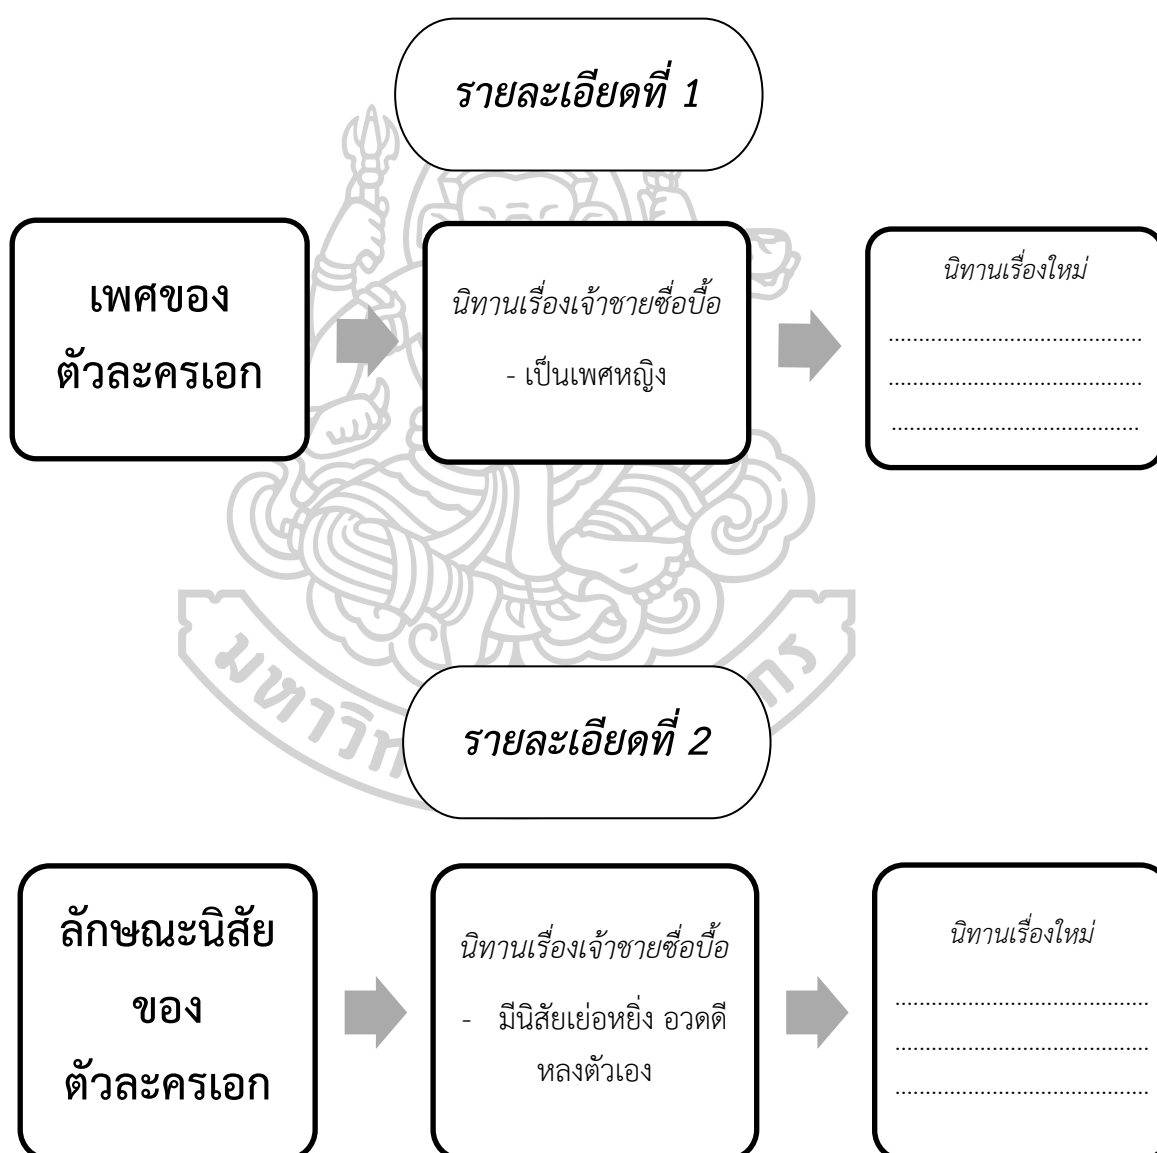 รายละเอียดที่ 1
เพศของ
ตัวละครเอก
นิทานเรื่องเจ้าชายซื่อบื้อ
- เป็นเพศหญิง
นิทานเรื่องใหม่
..........................................
..........................................
.........................................
มหาวิท
กร
รายละเอียดที่ 2
ลักษณะนิสัย
ของ
ตัวละครเอก
นิทานเรื่องเจ้าชายซื่อบื้อ
- มีนิสัยเย่อหยิ่ง อวดดี
หลงตัวเอง
นิทานเรื่องใหม่
..........................................
..........................................
..........................................